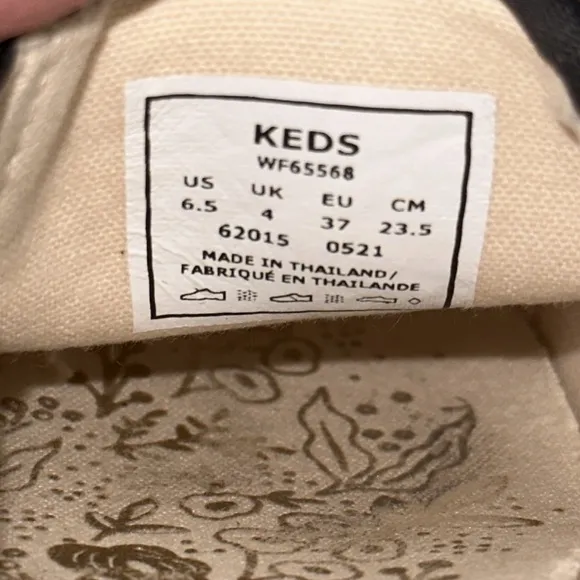 KEDS
WF65568
US UK EU CM
6.5 4 37 23.5
62015 0521
MADE IN THAILAND/
FABRIQUÉ EN THAILANDE